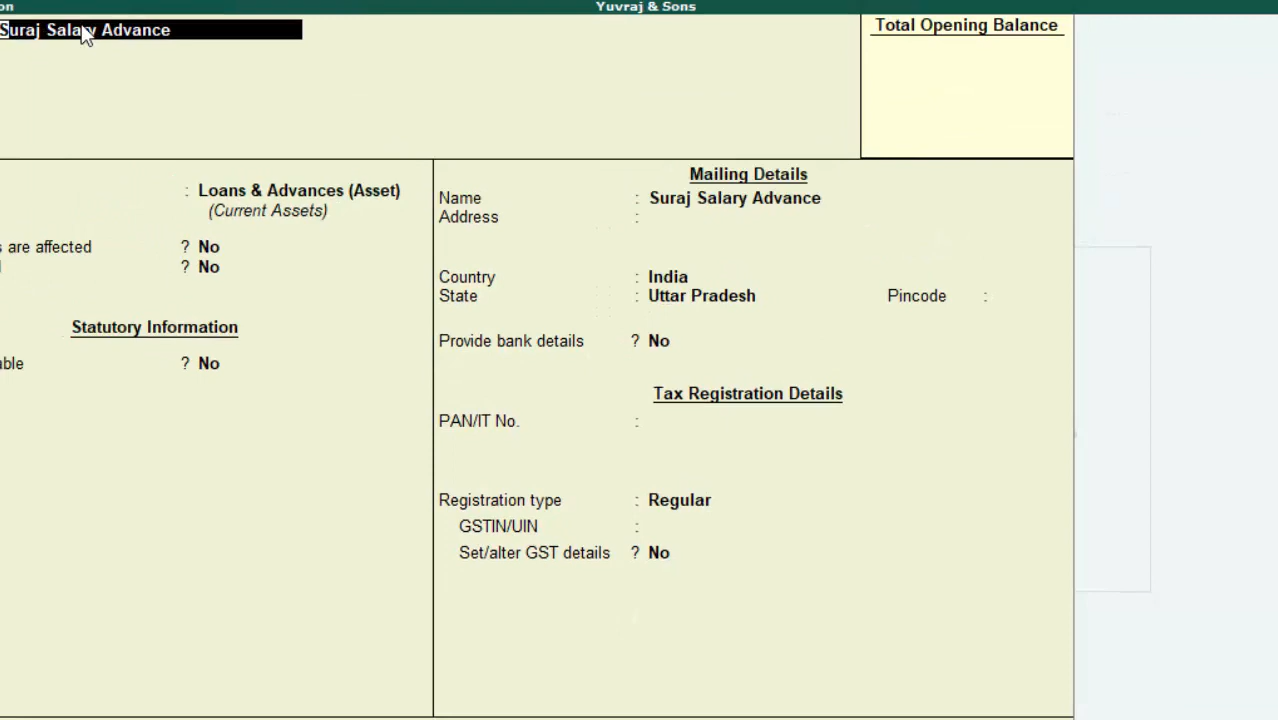 on
Yuvraj & Sons
Suraj Salary Advance
Total Opening Balance
: Loans & Advances (Asset)
(Current Assets)
s are affected ? No
? No
Statutory Information
able ? No
Mailing Details
Name : Suraj Salary Advance
Address :
Country : India
State : Uttar Pradesh Pincode :
Provide bank details ? No
Tax Registration Details
PAN/IT No. :
Registration type : Regular
GSTIN/UIN :
Set/alter GST details ? No